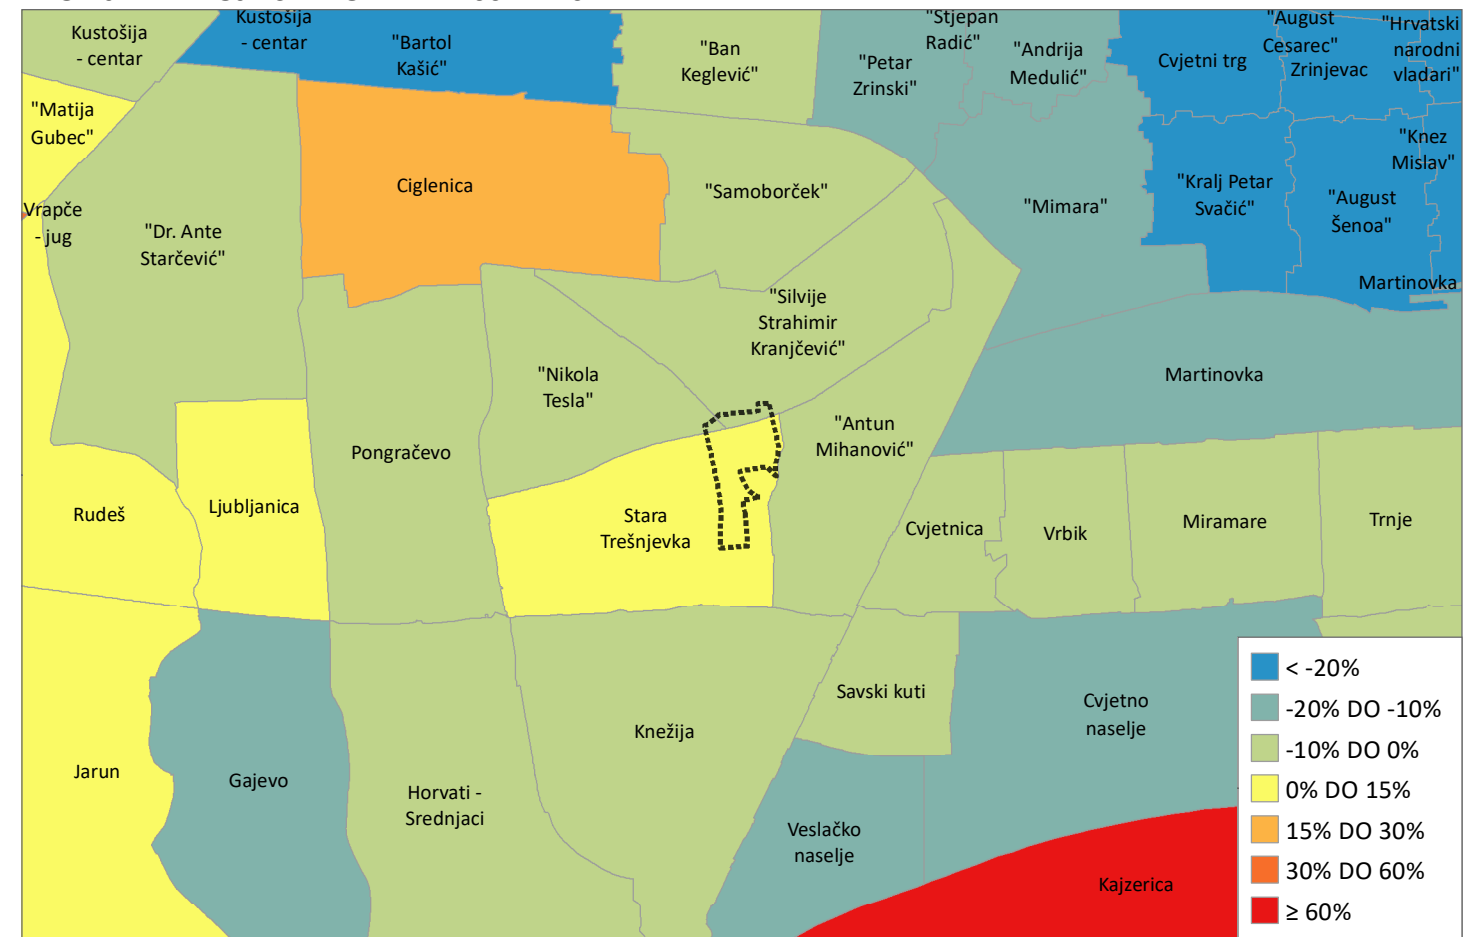 Kustošija
- centar
Kustošija
- centar
"Bartol
Kašić"
"Ban
Keglević"
"Stjepan
Radić"
"Petar
Zrinski"
"Andrija
Medulić"
Cvjetni trg
"August
Cesarec"
Zrinjevac
"Hrvatski
narodni
vladari"
"Matija
Gubec"
Ciglenica
"Samoborček"
"Mimara"
"Kralj Petar
Svačić"
"Knez
Mislav"
"August
Šenoa"
Vrapče
- jug
"Dr. Ante
Starčević"
Martinovka
"Silvije
Strahimir
Kranjčević"
"Nikola
Tesla"
Martinovka
"Antun
Mihanović"
Pongračevo
Rudeš
Ljubljanica
Stara
Trešnjevka
Cvjetnica
Vrbik
Miramare
Trnje
Savski kuti
Cvjetno
naselje
Knežija
Jarun
Gajevo
Horvati -
Srednjaci
Veslačko
naselje
Kajzerica
< -20%
-20% DO -10%
-10% DO 0%
0% DO 15%
15% DO 30%
30% DO 60%
≥ 60%